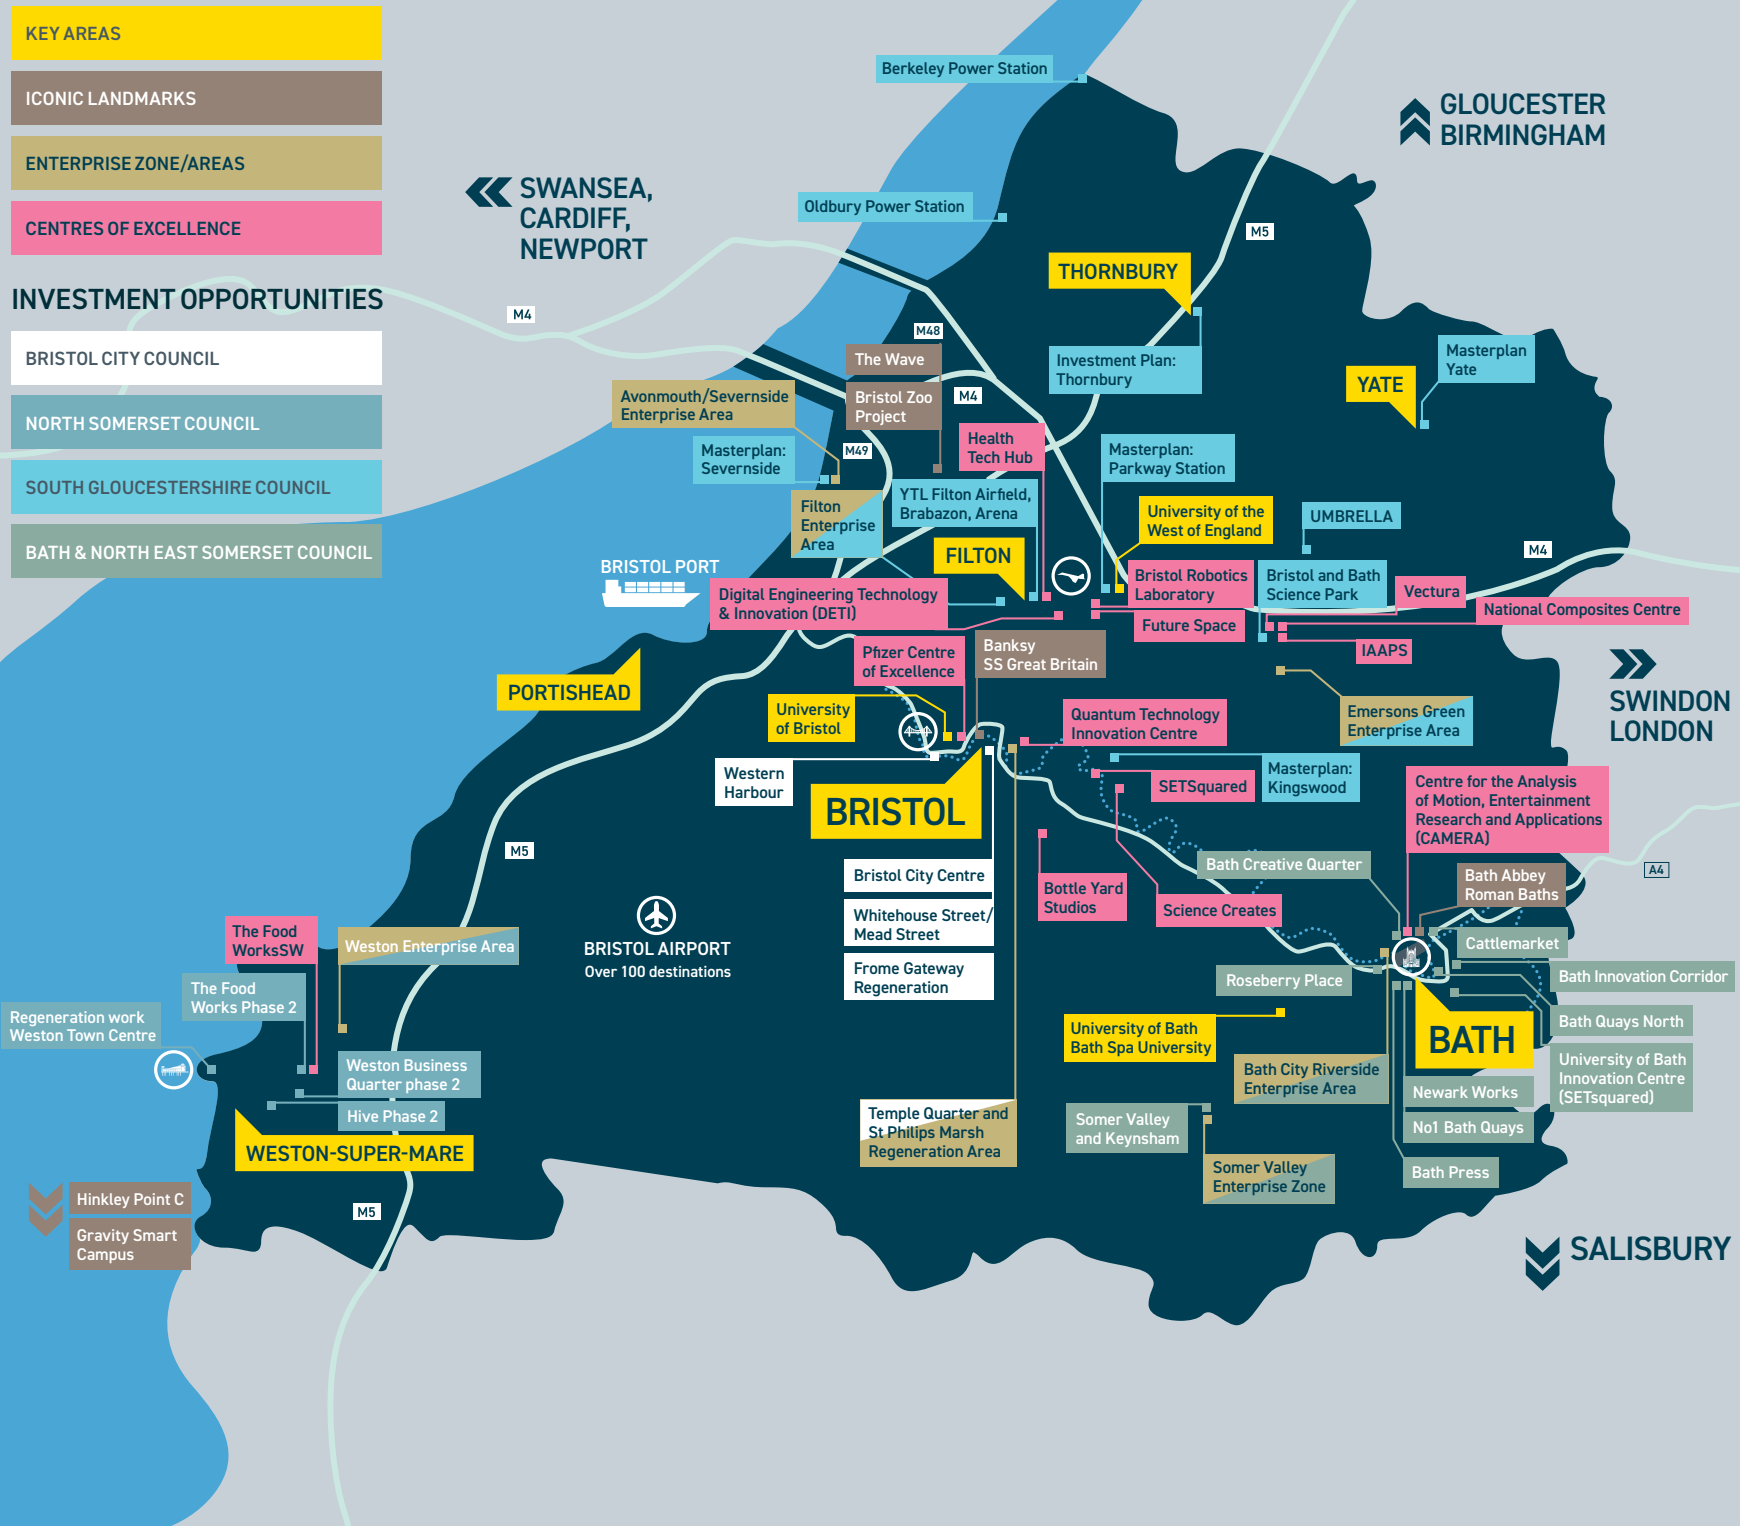 KEY AREAS
ICONIC LANDMARKS
ENTERPRISE ZONE/AREAS
CENTRES OF EXCELLENCE
INVESTMENT OPPORTUNITIES
BRISTOL CITY COUNCIL
NORTH SOMERSET COUNCIL
SOUTH GLOUCESTERSHIRE COUNCIL
BATH & NORTH EAST SOMERSET COUNCIL
Berkeley Power Station
GLOUCESTER
BIRMINGHAM
SWANSEA,
CARDIFF,
NEWPORT
Oldbury Power Station
M5
THORNBURY
M4
M48
The Wave
Investment Plan:
Thornbury
Masterplan
Yate
YATE
Avonmouth/Severnside
Enterprise Area
Bristol Zoo
Project
M4
Masterplan:
Severnside
M49
Health
Tech Hub
Masterplan:
Parkway Station
Filton
Enterprise
Area
YTL Filton Airfield,
Brabazon, Arena
University of the
West of England
UMBRELLA
M4
FILTON
BRISTOL PORT
Digital Engineering Technology
& Innovation (DETI)
Bristol Robotics
Laboratory
Bristol and Bath
Science Park
Vectura
National Composites Centre
Future Space
IAAPS
Pfizer Centre
of Excellence
Banksy
SS Great Britain
PORTISHEAD
SWINDON
LONDON
University
of Bristol
Quantum Technology
Innovation Centre
Emersons Green
Enterprise Area
Western
Harbour
SETSquared
Masterplan:
Kingswood
BRISTOL
Centre for the Analysis
of Motion, Entertainment
Research and Applications
(CAMERA)
M5
Bristol City Centre
Bath Creative Quarter
A4
Bottle Yard
Studios
Science Creates
Bath Abbey
Roman Baths
Whitehouse Street/
Mead Street
BRISTOL AIRPORT
Over 100 destinations
The Food
WorksSW
Weston Enterprise Area
Cattlemarket
Frome Gateway
Regeneration
Roseberry Place
Bath Innovation Corridor
The Food
Works Phase 2
Regeneration work
Weston Town Centre
University of Bath
Bath Spa University
BATH
Bath Quays North
Weston Business
Quarter phase 2
Bath City Riverside
Enterprise Area
University of Bath
Innovation Centre
(SETsquared)
Newark Works
Hive Phase 2
Temple Quarter and
St Philips Marsh
Regeneration Area
Somer Valley
and Keynsham
No1 Bath Quays
WESTON-SUPER-MARE
Somer Valley
Enterprise Zone
Bath Press
Hinkley Point C
M5
Gravity Smart
Campus
SALISBURY